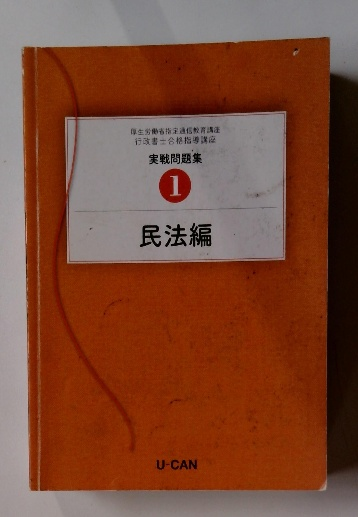 厚生労働省指定通信教育講座
行政書士合格指導講座
実戦問題集
1
民法編
U-CAN